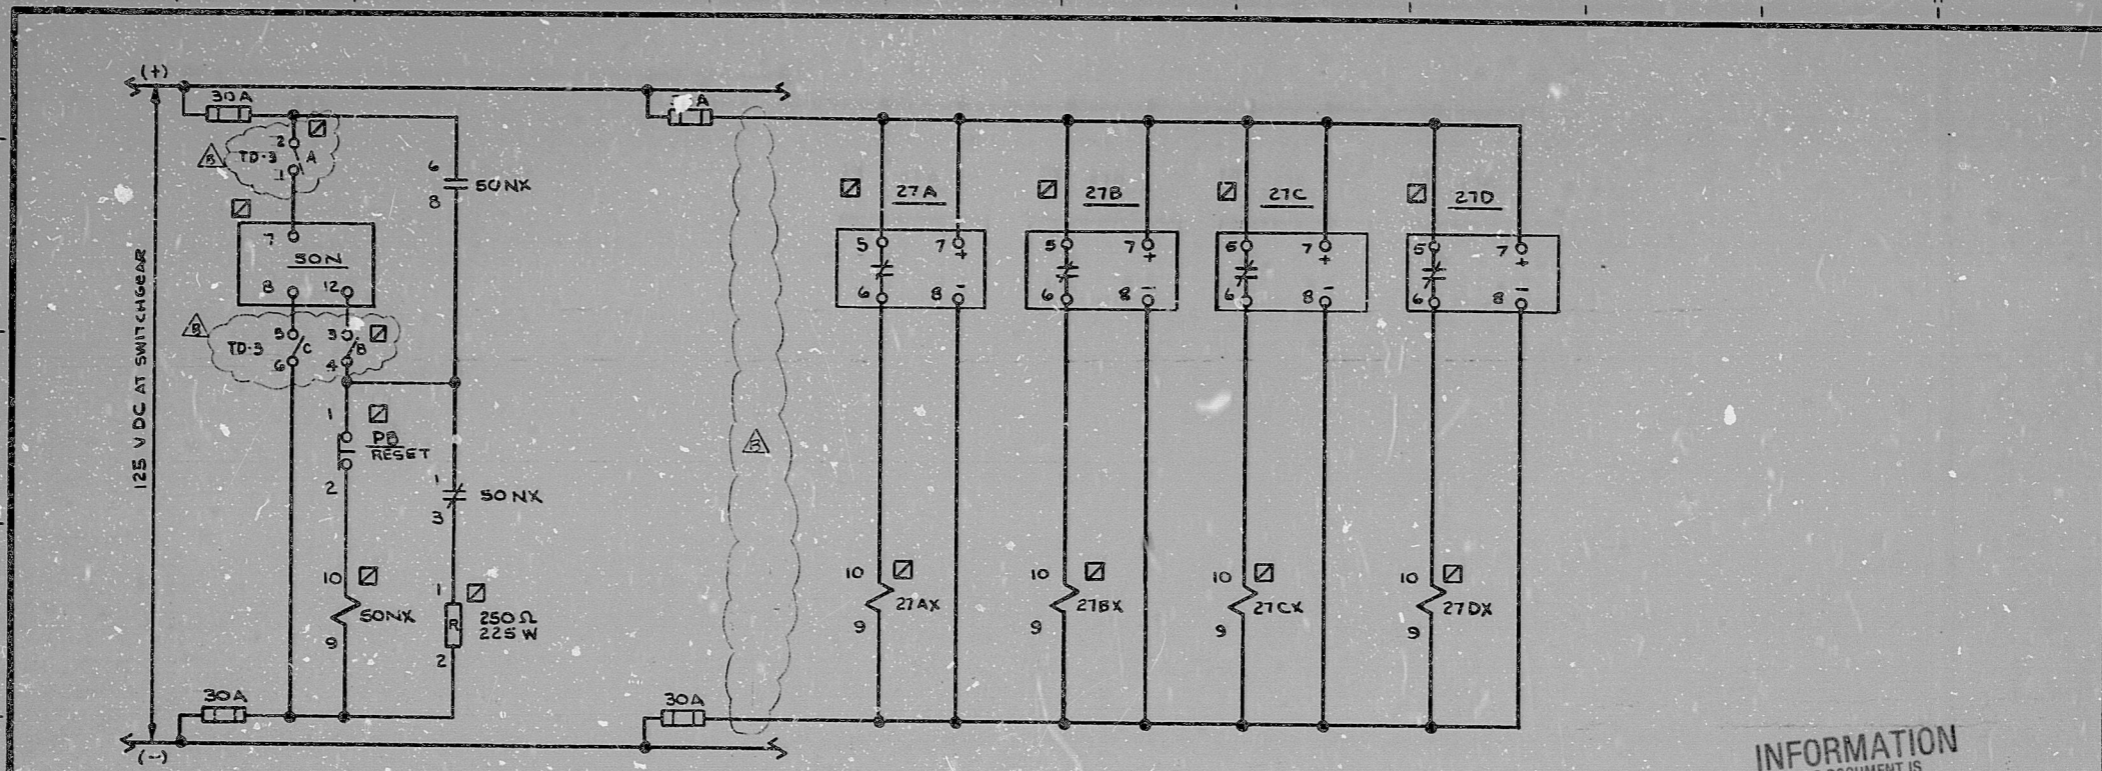 (+)
30A
A
2
TD-3 A
1
6
50NX
8
7
50N
8 12
5 3
TD-3 C B
6 4
125 V DC AT SWITCHGEAR
1
PB
RESET
2
1
50NX
3
10
50NX
9
1
R 250Ω
225 W
2
30A
(-)
30A
B
B
B
27A
5 7
+
-
6 8
10
27AX
9
27B
5 7
+
-
6 8
10
27BX
9
27C
7
+
-
6 8
10
27CX
9
27D
5 7
+
-
6 8
10
27DX
9
INFORMATION
DOCUMENT IS